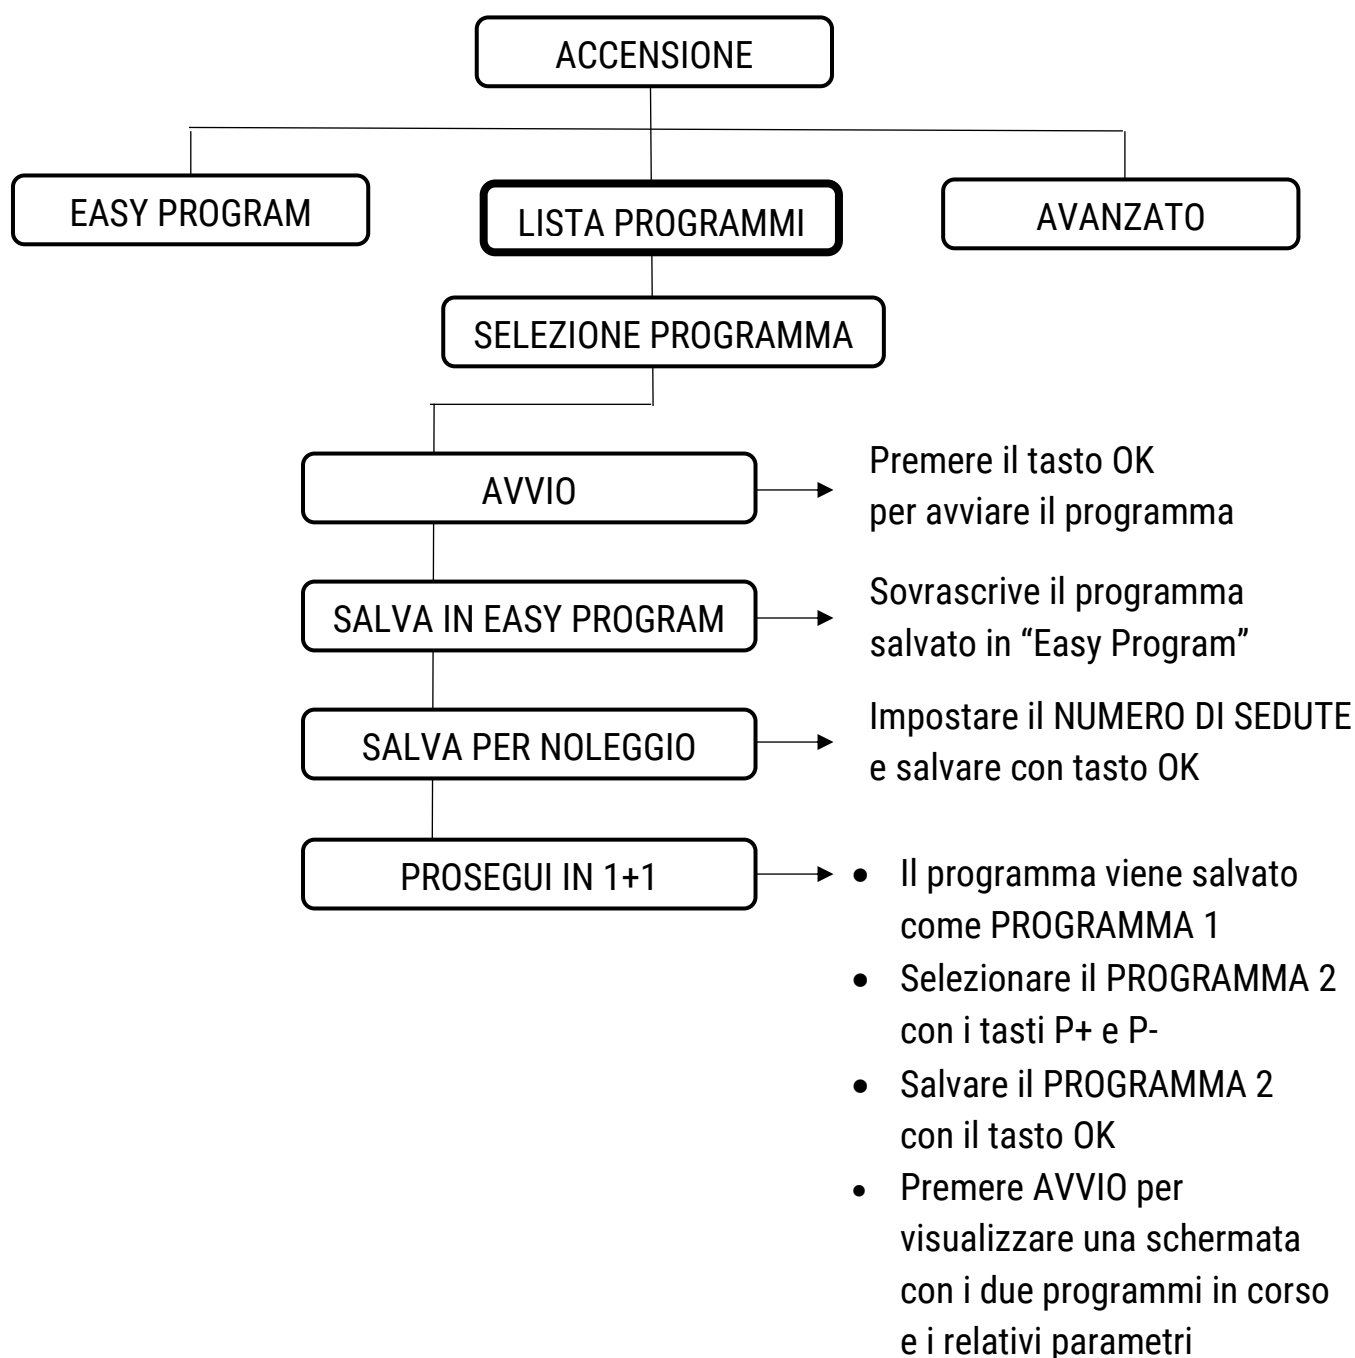 ACCENSIONE
EASY PROGRAM
LISTA PROGRAMMI
AVANZATO
SELEZIONE PROGRAMMA
AVVIO
Premere il tasto OK
per avviare il programma
SALVA IN EASY PROGRAM
Sovrascrive il programma
salvato in “Easy Program”
SALVA PER NOLEGGIO
Impostare il NUMERO DI SEDUTE
e salvare con tasto OK
PROSEGUI IN 1+1
• Il programma viene salvato
come PROGRAMMA 1
• Selezionare il PROGRAMMA 2
con i tasti P+ e P-
• Salvare il PROGRAMMA 2
con il tasto OK
• Premere AVVIO per
visualizzare una schermata
con i due programmi in corso
e i relativi parametri